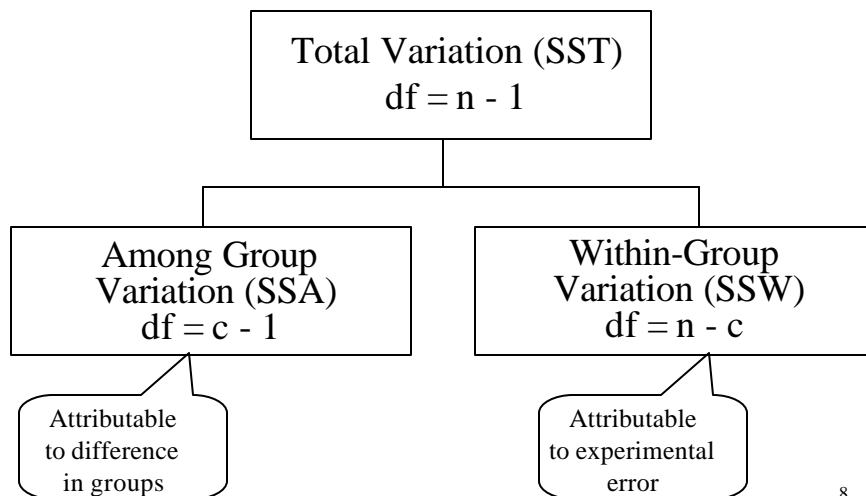 Total Variation (SST)
df = n - 1
Among Group
Variation (SSA)
df = c - 1
Within-Group
Variation (SSW)
df = n - c
Attributable
to difference
in groups
Attributable
to experimental
error
8